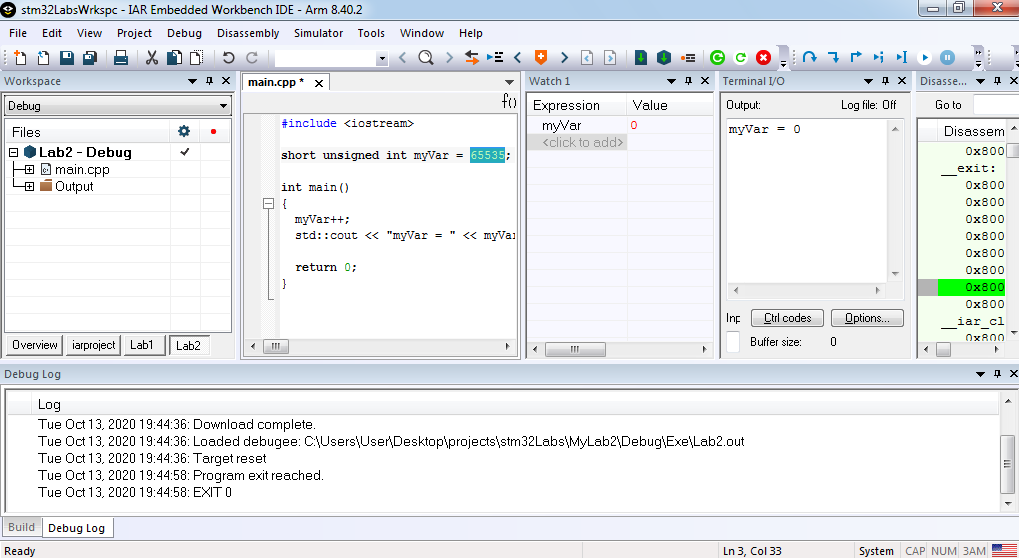 stm32LabsWrkspc - IAR Embedded Workbench IDE - Arm 8.40.2
File Edit View Project Debug Disassembly Simulator Tools Window Help
Workspace
Debug
Files
Lab2 - Debug
main.cpp
Output
Overview iarproject Lab1 Lab2
main.cpp *
f()
#include <iostream>
short unsigned int myVar = 65535;
int main()
{
myVar++;
std::cout << "myVar = " << myVar
return 0;
}
Watch 1
Expression Value
myVar 0
<click to add>
Terminal I/O
Output: Log file: Off
myVar = 0
Inp Ctrl codes Options...
Buffer size: 0
Disasse...
Go to
Disassem
0x800
__exit:
0x800
0x800
0x800
0x800
0x800
0x800
0x800
0x800
__iar_cl
0x800
Debug Log
Log
Tue Oct 13, 2020 19:44:36: Download complete.
Tue Oct 13, 2020 19:44:36: Loaded debugee: C:\Users\User\Desktop\projects\stm32Labs\MyLab2\Debug\Exe\Lab2.out
Tue Oct 13, 2020 19:44:36: Target reset
Tue Oct 13, 2020 19:44:58: Program exit reached.
Tue Oct 13, 2020 19:44:58: EXIT 0
Build Debug Log
Ready Ln 3, Col 33 System CAP NUM ЗАМ